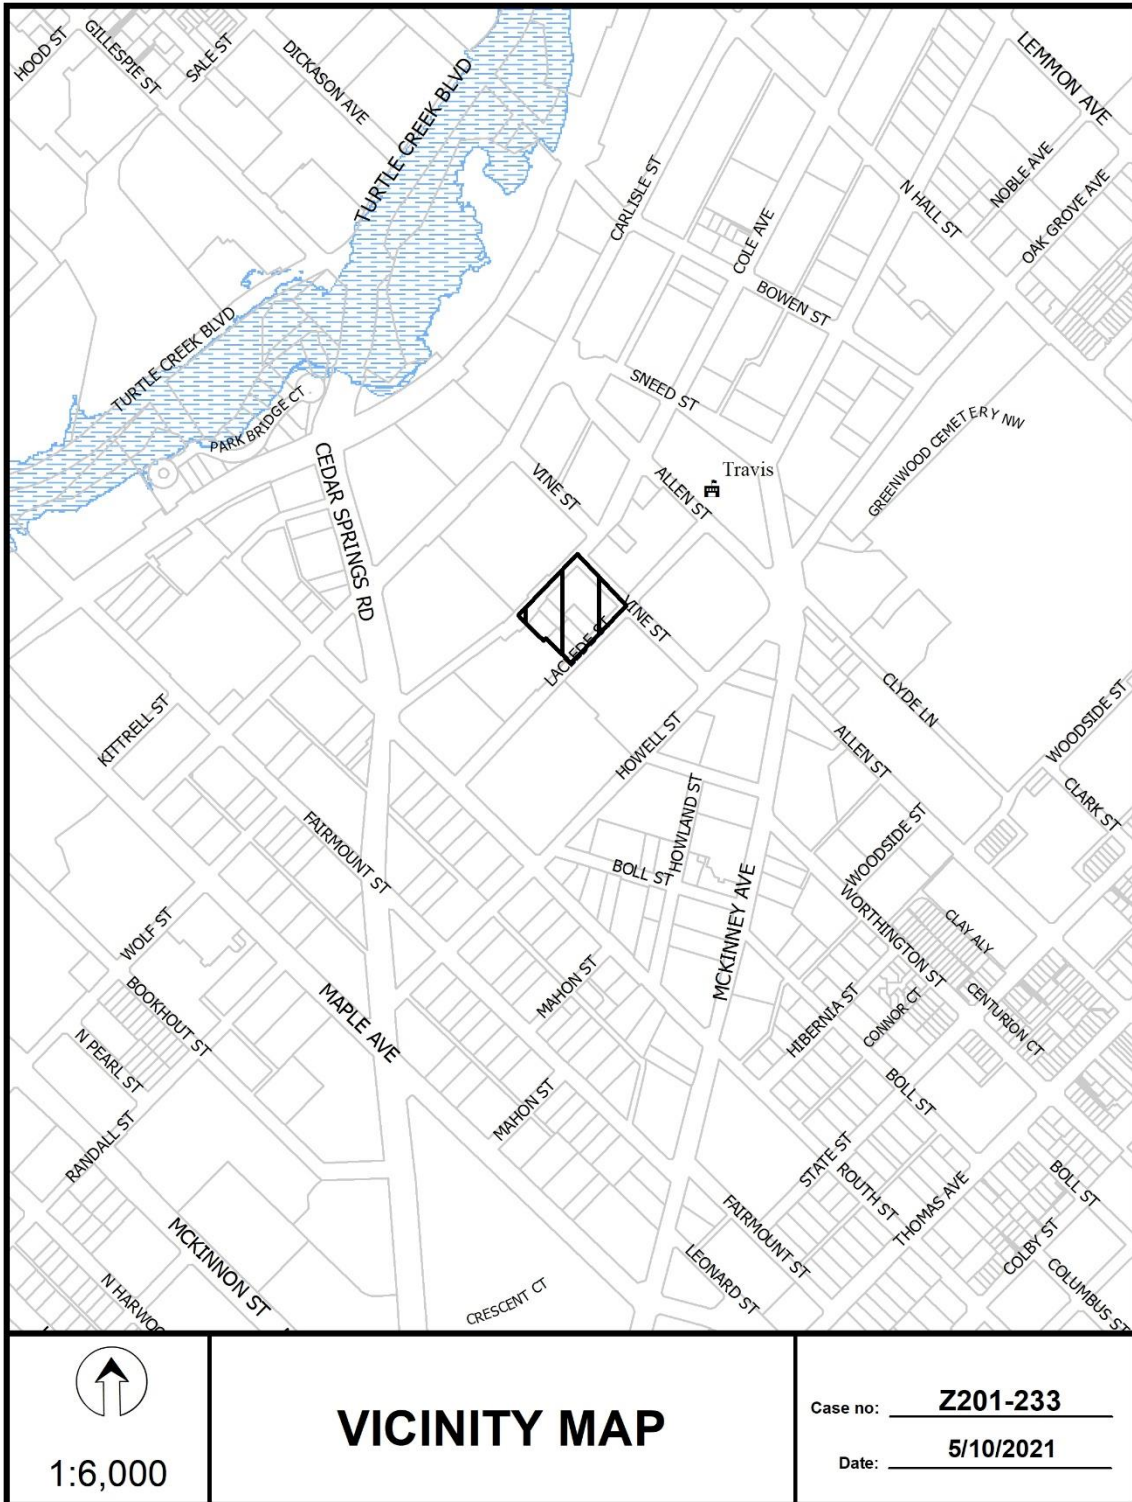 HOOD ST
GILLESPIE ST
SALE ST
DICKASON AVE
TURTLE CREEK BLVD
LEMMON AVE
CARLISLE ST
N HALL ST
NOBLE AVE
OAK GROVE AVE
COLE AVE
BOWEN ST
TURTLE CREEK BLVD
PARK BRIDGE CT
SNEED ST
GREENWOOD CEMETERY NW
CEDAR SPRINGS RD
VINE ST
ALLEN ST
Travis
VINE ST
LACLEDE ST
KITTRELL ST
HOWELL ST
CLYDE LN
WOODSIDE ST
ALLEN ST
CLARK ST
FAIRMOUNT ST
HOWLAND ST
BOLL ST
WOODSIDE ST
MCKINNEY AVE
WORTHINGTON ST
CLAY ALY
WOLF ST
BOOKHOUT ST
MAPLE AVE
MAHON ST
HIBERNIA ST
CONNOR CT
CENTURION CT
N PEARL ST
MAHON ST
BOLL ST
RANDALL ST
STATE ST
ROUTH ST
THOMAS AVE
BOLL ST
MCKINNON ST
FAIRMOUNT ST
COLBY ST
LEONARD ST
COLUMBUS ST
N HARWOO
CRESCENT CT
1:6,000
VICINITY MAP
Case no: Z201-233
Date: 5/10/2021